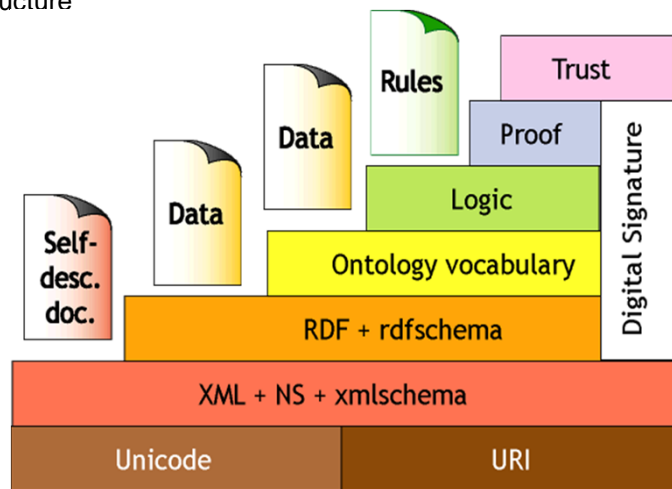 ucture
Rules
Trust
Data
Proof
Data
Logic
Self-
desc.
doc.
Ontology vocabulary
Digital Signature
RDF + rdfschema
XML + NS + xmlschema
Unicode
URI